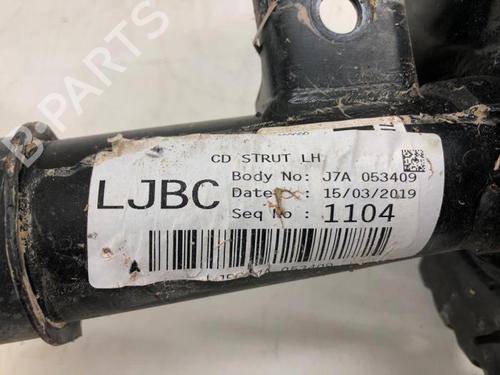 CD STRUT LH
LJBC
Body No: J7A 053409
Date : 15/03/2019
Seq No : 1104
A
B-Parts